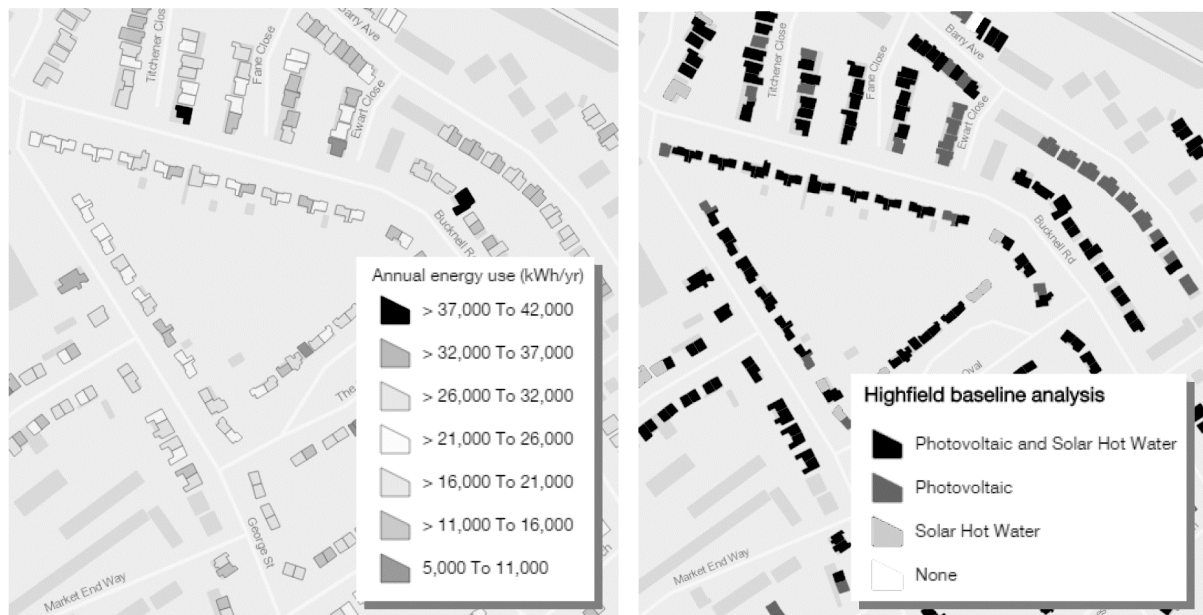 Barry Ave
Titchener Close
Fane Close
Ewart Close
Bucknell R
The
George St
Market End Way
Annual energy use (kWh/yr)
> 37,000 To 42,000
> 32,000 To 37,000
> 26,000 To 32,000
> 21,000 To 26,000
> 16,000 To 21,000
> 11,000 To 16,000
5,000 To 11,000
Barry Ave
Titchener Close
Fane Close
Ewart Close
Bucknell Rd
Oval
Market End Way
Highfield baseline analysis
Photovoltaic and Solar Hot Water
Photovoltaic
Solar Hot Water
None